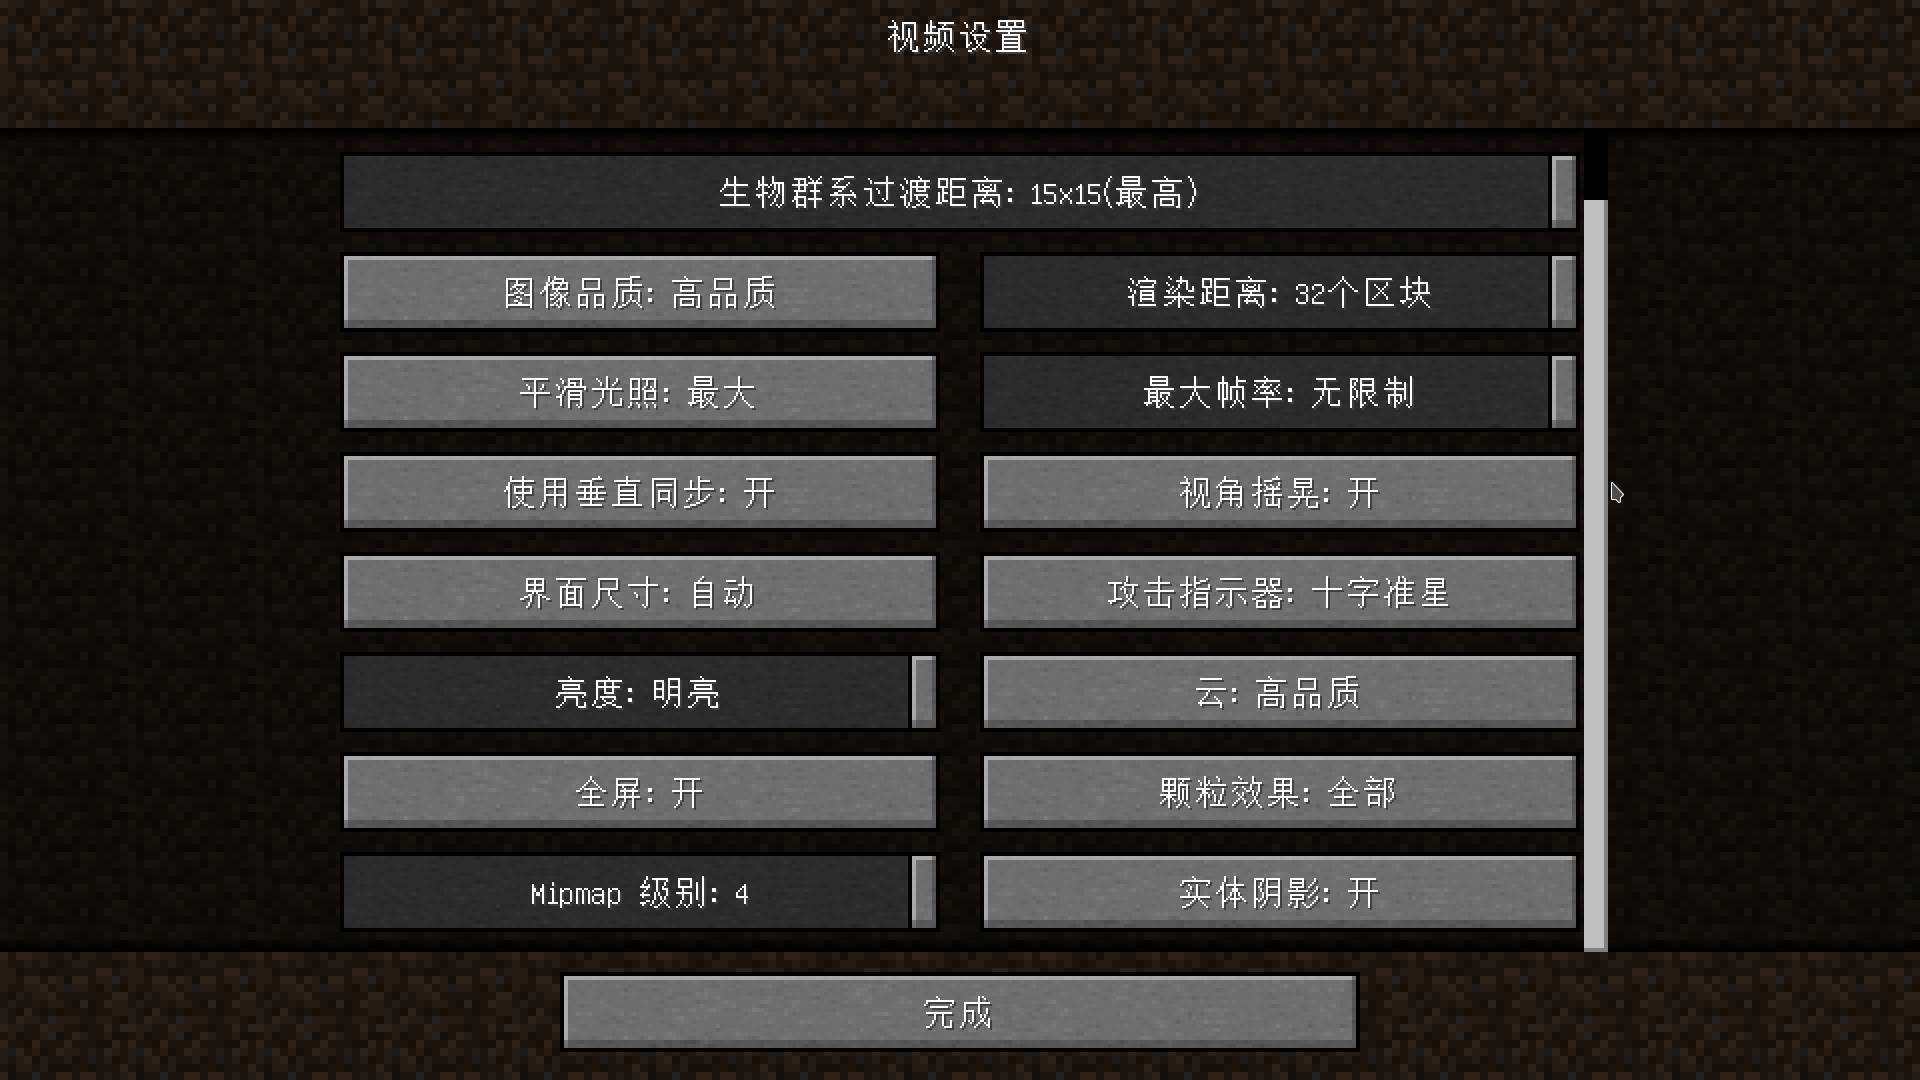 视频设置
生物群系过渡距离: 15x15(最高)
图像品质: 高品质
渲染距离: 32个区块
平滑光照: 最大
最大帧率: 无限制
使用垂直同步: 开
视角摇晃: 开
界面尺寸: 自动
攻击指示器: 十字准星
亮度: 明亮
云: 高品质
全屏: 开
颗粒效果: 全部
Mipmap 级别: 4
实体阴影: 开
完成